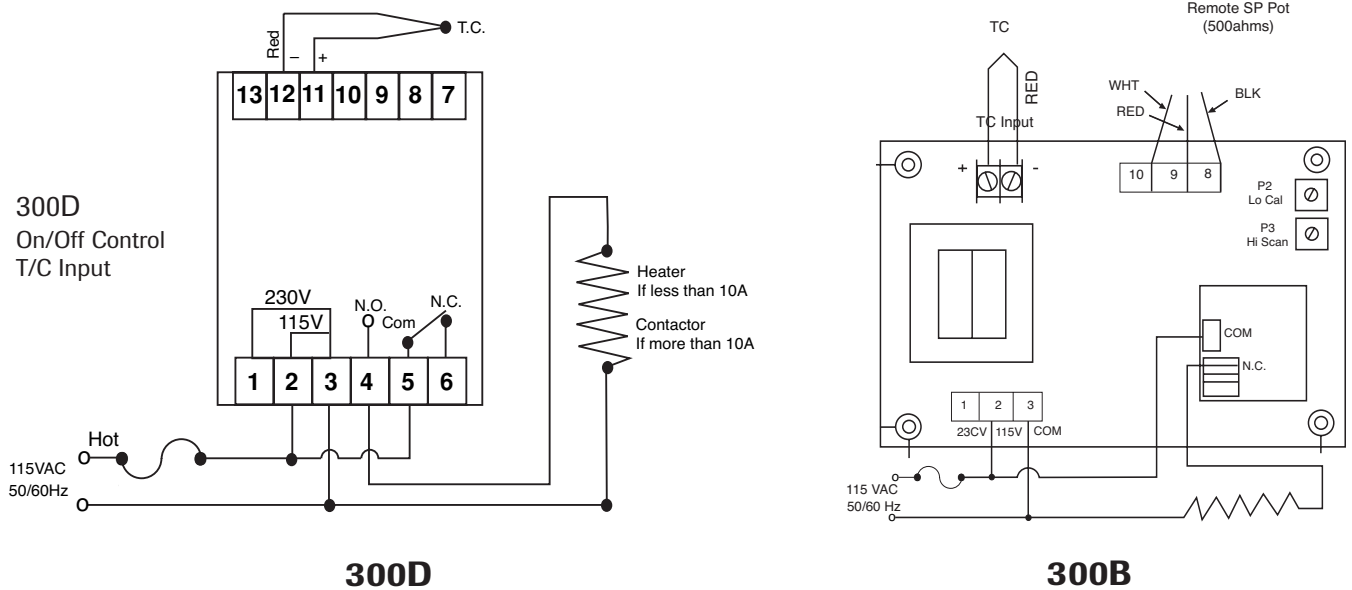 Red
–
+
T.C.
13 12 11 10 9 8 7
300D
On/Off Control
T/C Input
230V
115V
N.O.
Com
N.C.
1 2 3 4 5 6
Heater
If less than 10A
Contactor
If more than 10A
Hot
115VAC
50/60Hz
300D
Remote SP Pot
(500ahms)
TC
RED
WHT
RED
BLK
TC Input
+
-
10 9 8
P2
Lo Cal
P3
Hi Scan
COM
N.C.
1 2 3
23CV 115V COM
115 VAC
50/60 Hz
300B